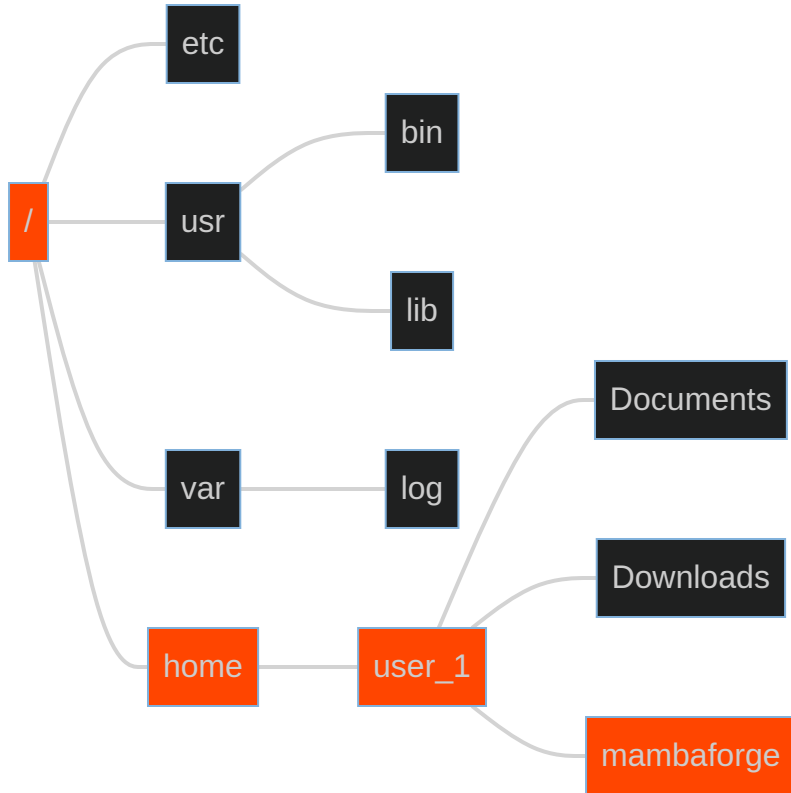 etc
bin
/
usr
lib
Documents
var
log
Downloads
home
user_1
mambaforge